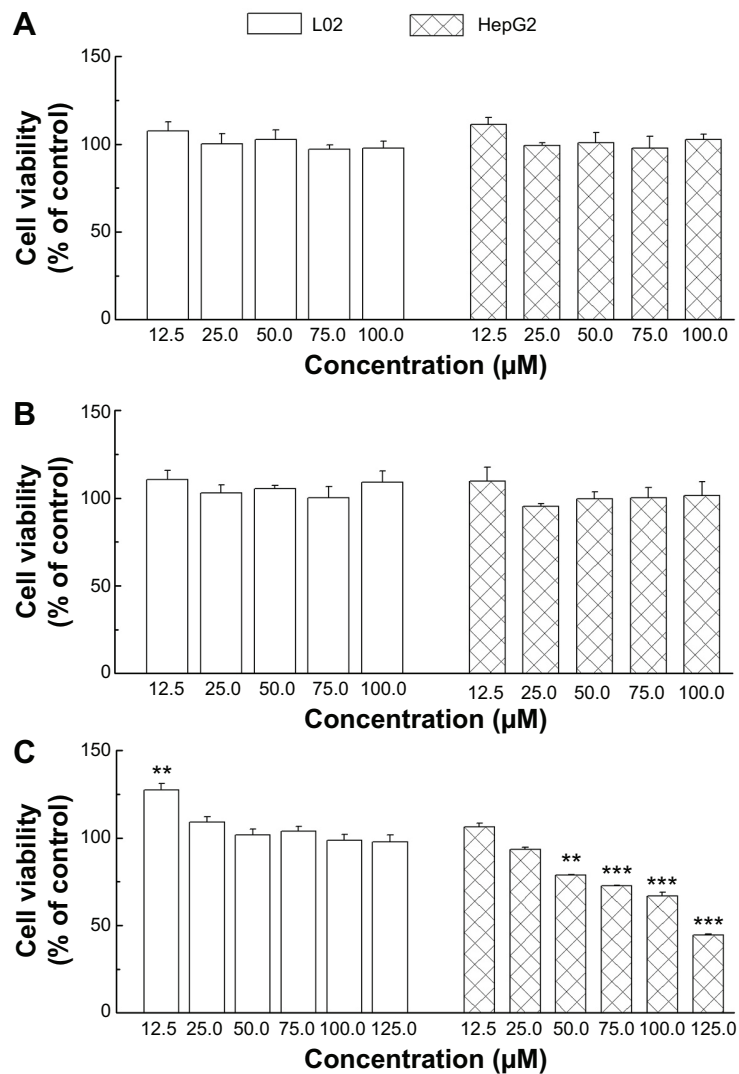 A
L02 HepG2
Cell viability
(% of control)
150
100
50
0
12.5 25.0 50.0 75.0 100.0 12.5 25.0 50.0 75.0 100.0
Concentration (µM)
B
Cell viability
(% of control)
150
100
50
0
12.5 25.0 50.0 75.0 100.0 12.5 25.0 50.0 75.0 100.0
Concentration (µM)
C
Cell viability
(% of control)
150
100
50
0
**
** *** *** ***
12.5 25.0 50.0 75.0 100.0 125.0 12.5 25.0 50.0 75.0 100.0 125.0
Concentration (µM)